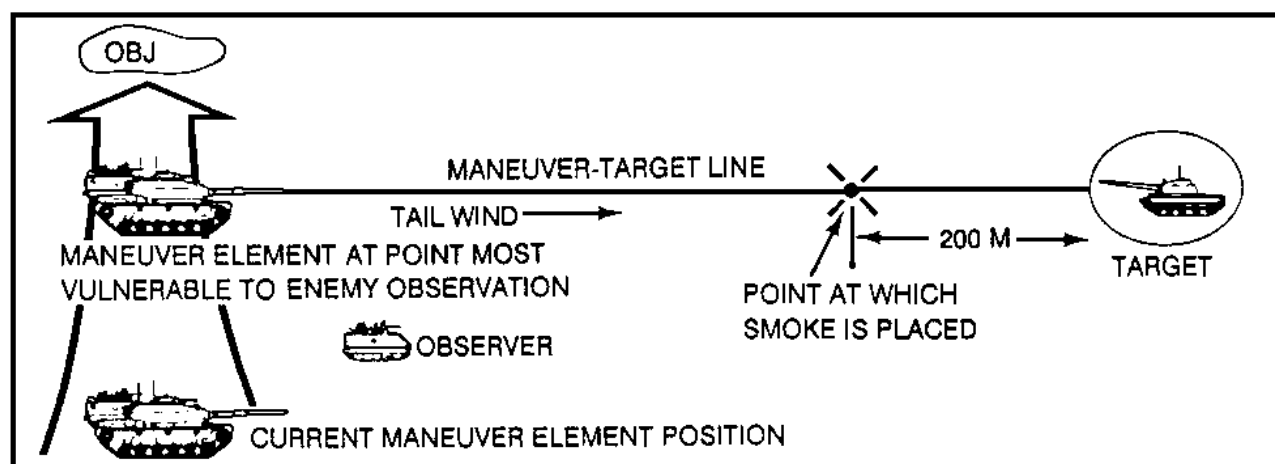 OBJ
MANEUVER-TARGET LINE
TAIL WIND
MANEUVER ELEMENT AT POINT MOST
VULNERABLE TO ENEMY OBSERVATION
200 M
TARGET
POINT AT WHICH
SMOKE IS PLACED
OBSERVER
CURRENT MANEUVER ELEMENT POSITION